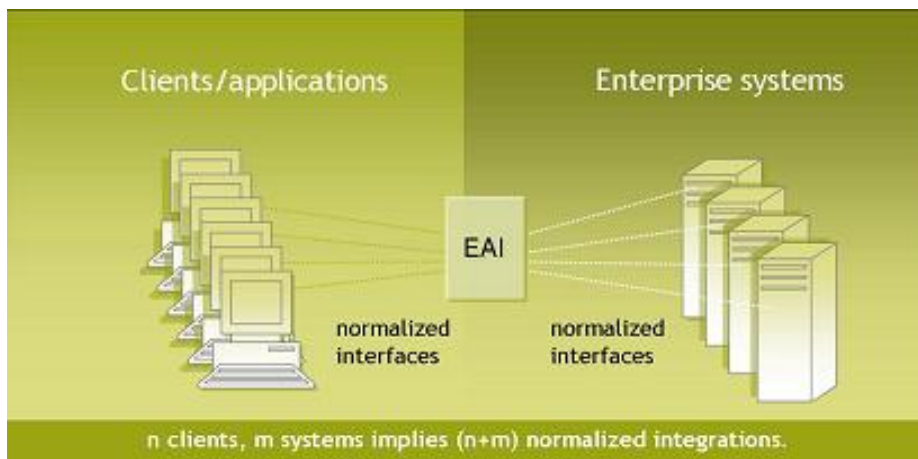 Clients/applications
Enterprise systems
EAI
normalized
interfaces
normalized
interfaces
n clients, m systems implies (n+m) normalized integrations.